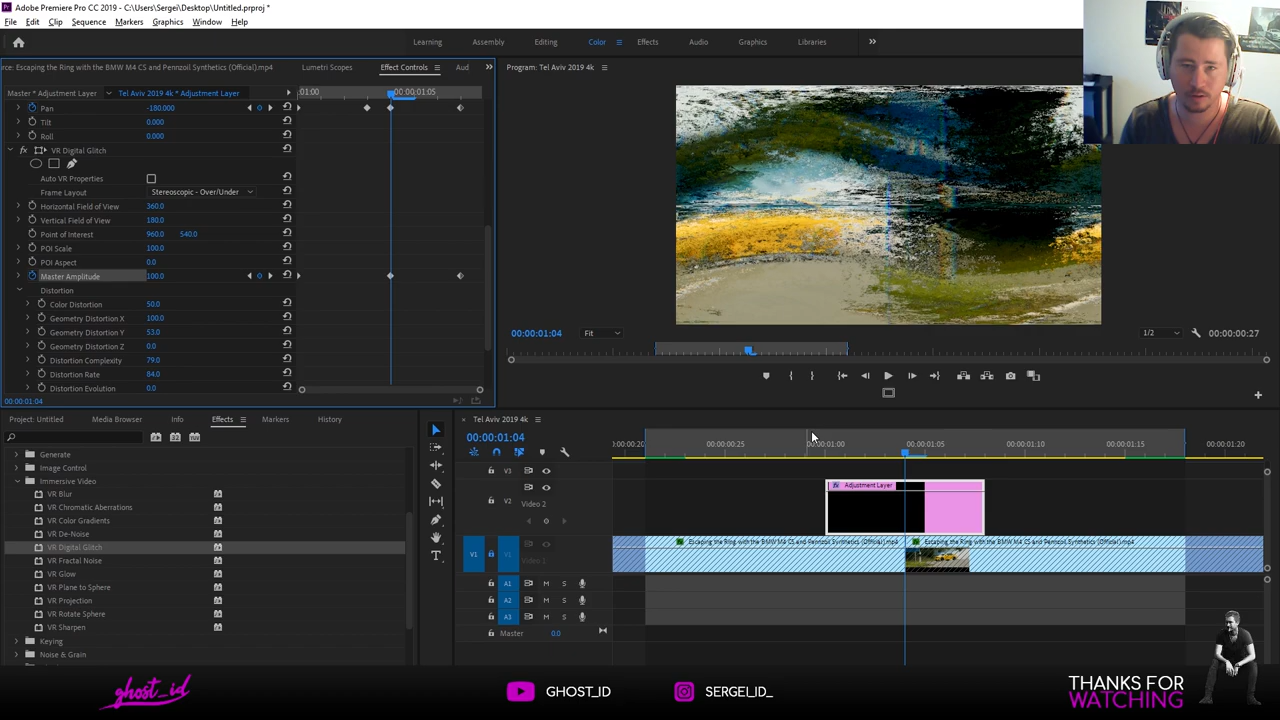 Adobe Premiere Pro CC 2019 - C:\Users\Sergei\Desktop\Untitled.prproj *
File Edit Clip Sequence Markers Graphics Window Help
Learning Assembly Editing Color Effects Audio Graphics Libraries
rce: Escaping the Ring with the BMW M4 CS and Pennzoil Synthetics (Official).mp4 Lumetri Scopes Effect Controls Aud
Program: Tel Aviv 2019 4k
Master * Adjustment Layer Tel Aviv 2019 4k * Adjustment Layer
:01:00 00:00:01:05
Pan -180.000
Tilt 0.000
Roll 0.000
fx VR Digital Glitch
Auto VR Properties
Frame Layout Stereoscopic - Over/Under
Horizontal Field of View 360.0
Vertical Field of View 180.0
Point of Interest 960.0 540.0
POI Scale 100.0
POI Aspect 0.0
Master Amplitude 100.0
Distortion
Color Distortion 50.0
Geometry Distortion X 100.0
Geometry Distortion Y 53.0
Geometry Distortion Z 0.0
Distortion Complexity 79.0
Distortion Rate 84.0
Distortion Evolution 0.0
00:00:01:04
00:00:01:04 Fit 1/2 00:00:00:27
Project: Untitled Media Browser Info Effects Markers History
Generate
Image Control
Immersive Video
VR Blur
VR Chromatic Aberrations
VR Color Gradients
VR De-Noise
VR Digital Glitch
VR Fractal Noise
VR Glow
VR Plane to Sphere
VR Projection
VR Rotate Sphere
VR Sharpen
Keying
Noise & Grain
× Tel Aviv 2019 4k
00:00:01:04
0:00:00:20 00:00:00:25 00:00:01:00 00:00:01:05 00:00:01:10 00:00:01:15 00:00:01:20
V3
V2 Video 2
fx Adjustment Layer
V1 V1 Video 1
fx Escaping the Ring with the BMW M4 CS and Pennzoil Synthetics (Official).mp4
fx Escaping the Ring with the BMW M4 CS and Pennzoil Synthetics (Official).mp4
A1 M S
A2 M S
A3 M S
Master 0.0
ghost_id
GHOST_ID
SERGEI_ID_
THANKS FOR
WATCHING